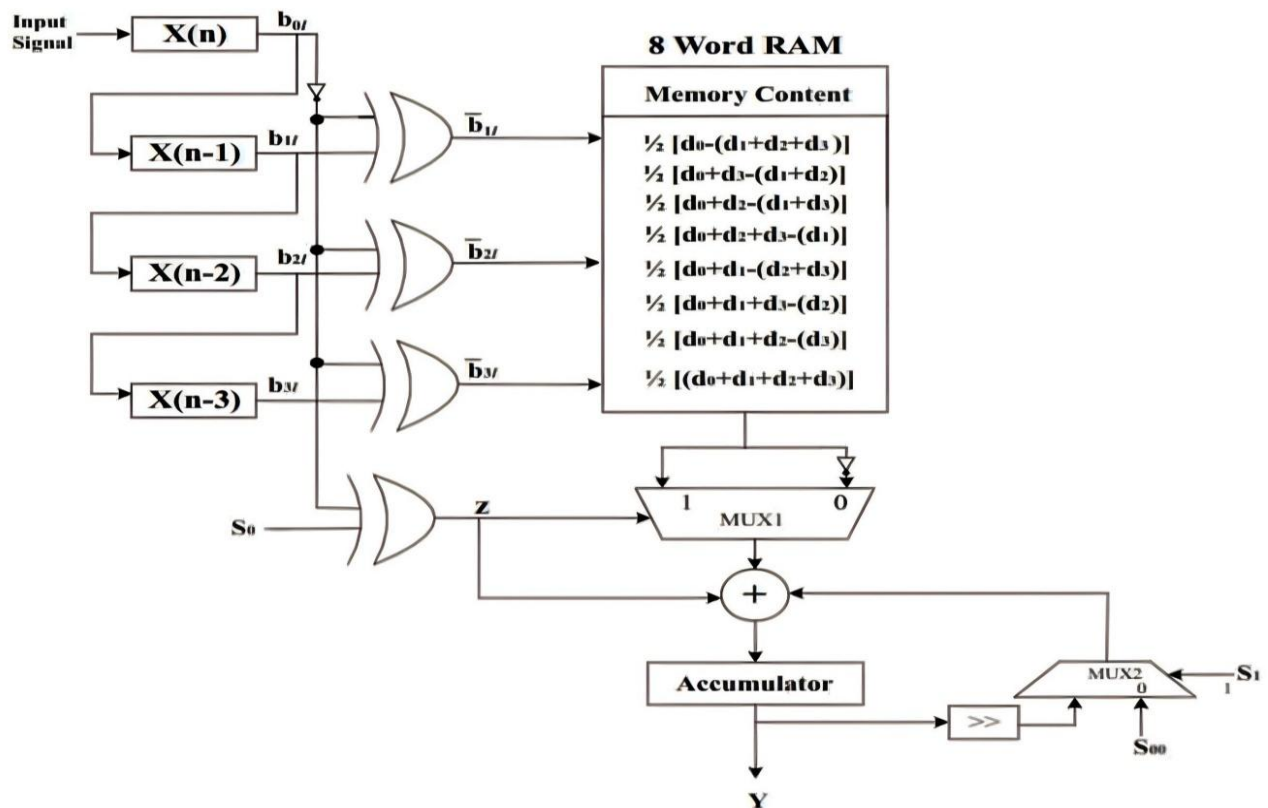 Input
Signal
X(n)
b₀ₗ
8 Word RAM
Memory Content
X(n-1)
b₁ₗ
b̅₁ₗ
½ [d₀-(d₁+d₂+d₃)]
½ [d₀+d₃-(d₁+d₂)]
½ [d₀+d₂-(d₁+d₃)]
½ [d₀+d₂+d₃-(d₁)]
½ [d₀+d₁-(d₂+d₃)]
½ [d₀+d₁+d₃-(d₂)]
½ [d₀+d₁+d₂-(d₃)]
½ [(d₀+d₁+d₂+d₃)]
X(n-2)
b₂ₗ
b̅₂ₗ
X(n-3)
b₃ₗ
b̅₃ₗ
S₀
z
1
0
MUX1
+
Accumulator
>>
MUX2
0
1
S₁
S₀₀
Y